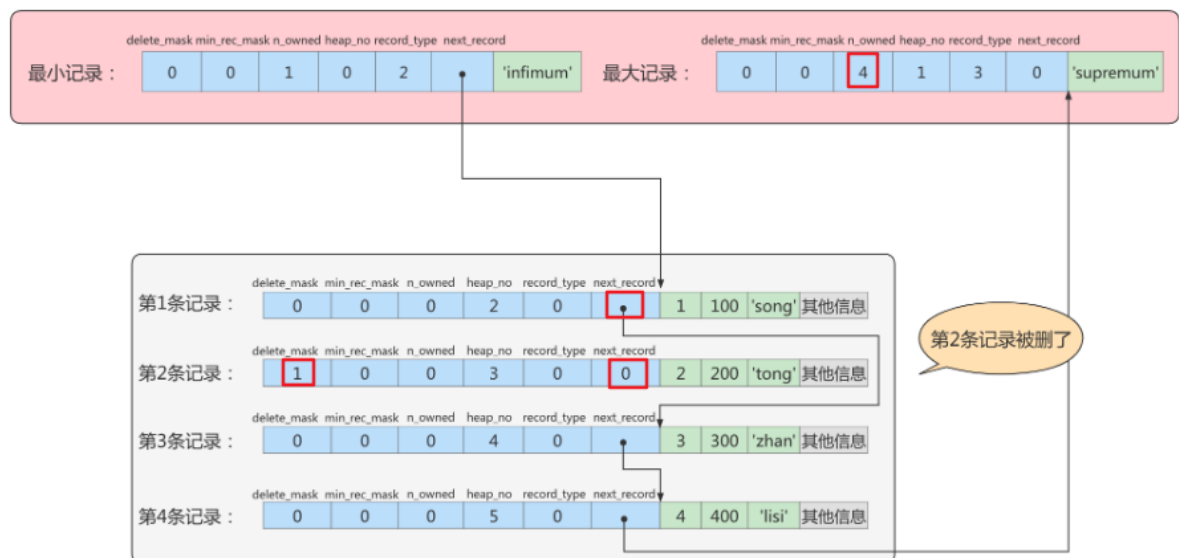 delete_mask min_rec_mask n_owned heap_no record_type next_record
最小记录： 0 0 1 0 2 'infimum'
delete_mask min_rec_mask n_owned heap_no record_type next_record
最大记录： 0 0 4 1 3 0 'supremum'
delete_mask min_rec_mask n_owned heap_no record_type next_record
第1条记录： 0 0 0 2 0 1 100 'song' 其他信息
delete_mask min_rec_mask n_owned heap_no record_type next_record
第2条记录： 1 0 0 3 0 0 2 200 'tong' 其他信息
第2条记录被删了
delete_mask min_rec_mask n_owned heap_no record_type next_record
第3条记录： 0 0 0 4 0 3 300 'zhan' 其他信息
delete_mask min_rec_mask n_owned heap_no record_type next_record
第4条记录： 0 0 0 5 0 4 400 'lisi' 其他信息